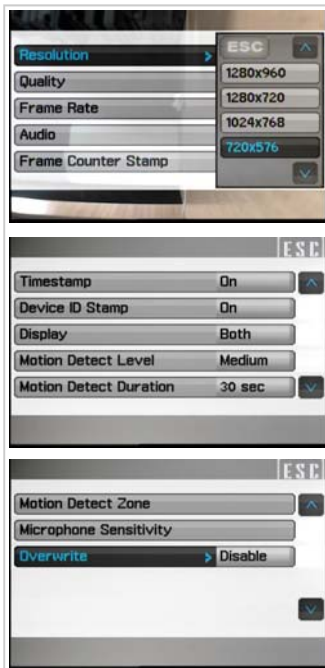 Resolution > ESC
1280x960
Quality
1280x720
Frame Rate
1024x768
Audio
720x576
Frame Counter Stamp
ESC
Timestamp On
Device ID Stamp On
Display Both
Motion Detect Level Medium
Motion Detect Duration 30 sec
ESC
Motion Detect Zone
Microphone Sensitivity
Overwrite > Disable